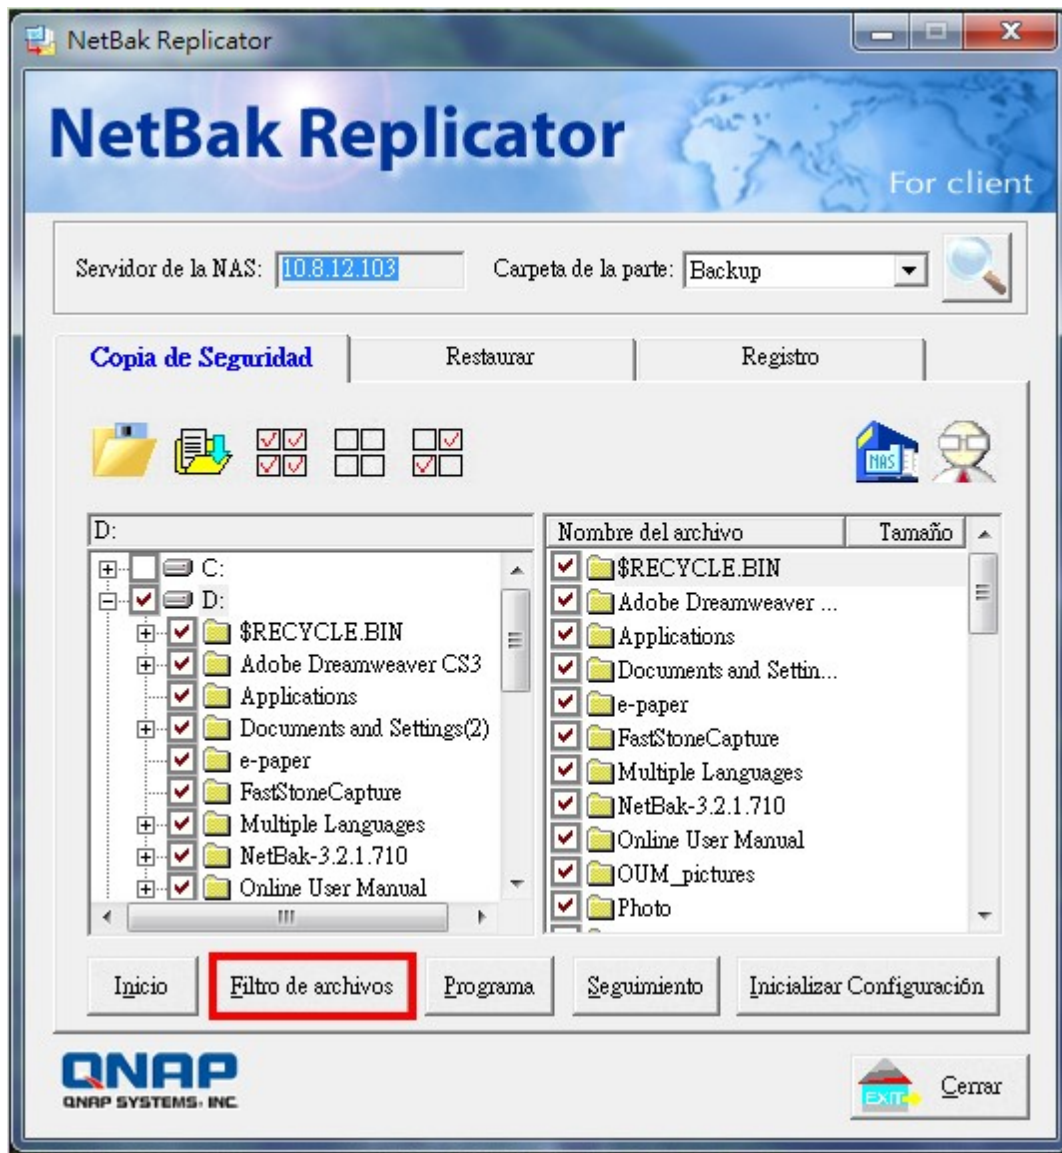 NetBak Replicator
NetBak Replicator
For client
Servidor de la NAS: 10.8.12.103 Carpeta de la parte: Backup
Copia de Seguridad Restaurar Registro
NAS
D:
C:
D:
$RECYCLE.BIN
Adobe Dreamweaver CS3
Applications
Documents and Settings(2)
e-paper
FastStoneCapture
Multiple Languages
NetBak-3.2.1.710
Online User Manual
Nombre del archivo Tamaño
$RECYCLE.BIN
Adobe Dreamweaver ...
Applications
Documents and Settin...
e-paper
FastStoneCapture
Multiple Languages
NetBak-3.2.1.710
Online User Manual
OUM_pictures
Photo
Inicio Filtro de archivos Programa Seguimiento Inicializar Configuración
QNAP
QNAP SYSTEMS, INC.
EXIT Cerrar